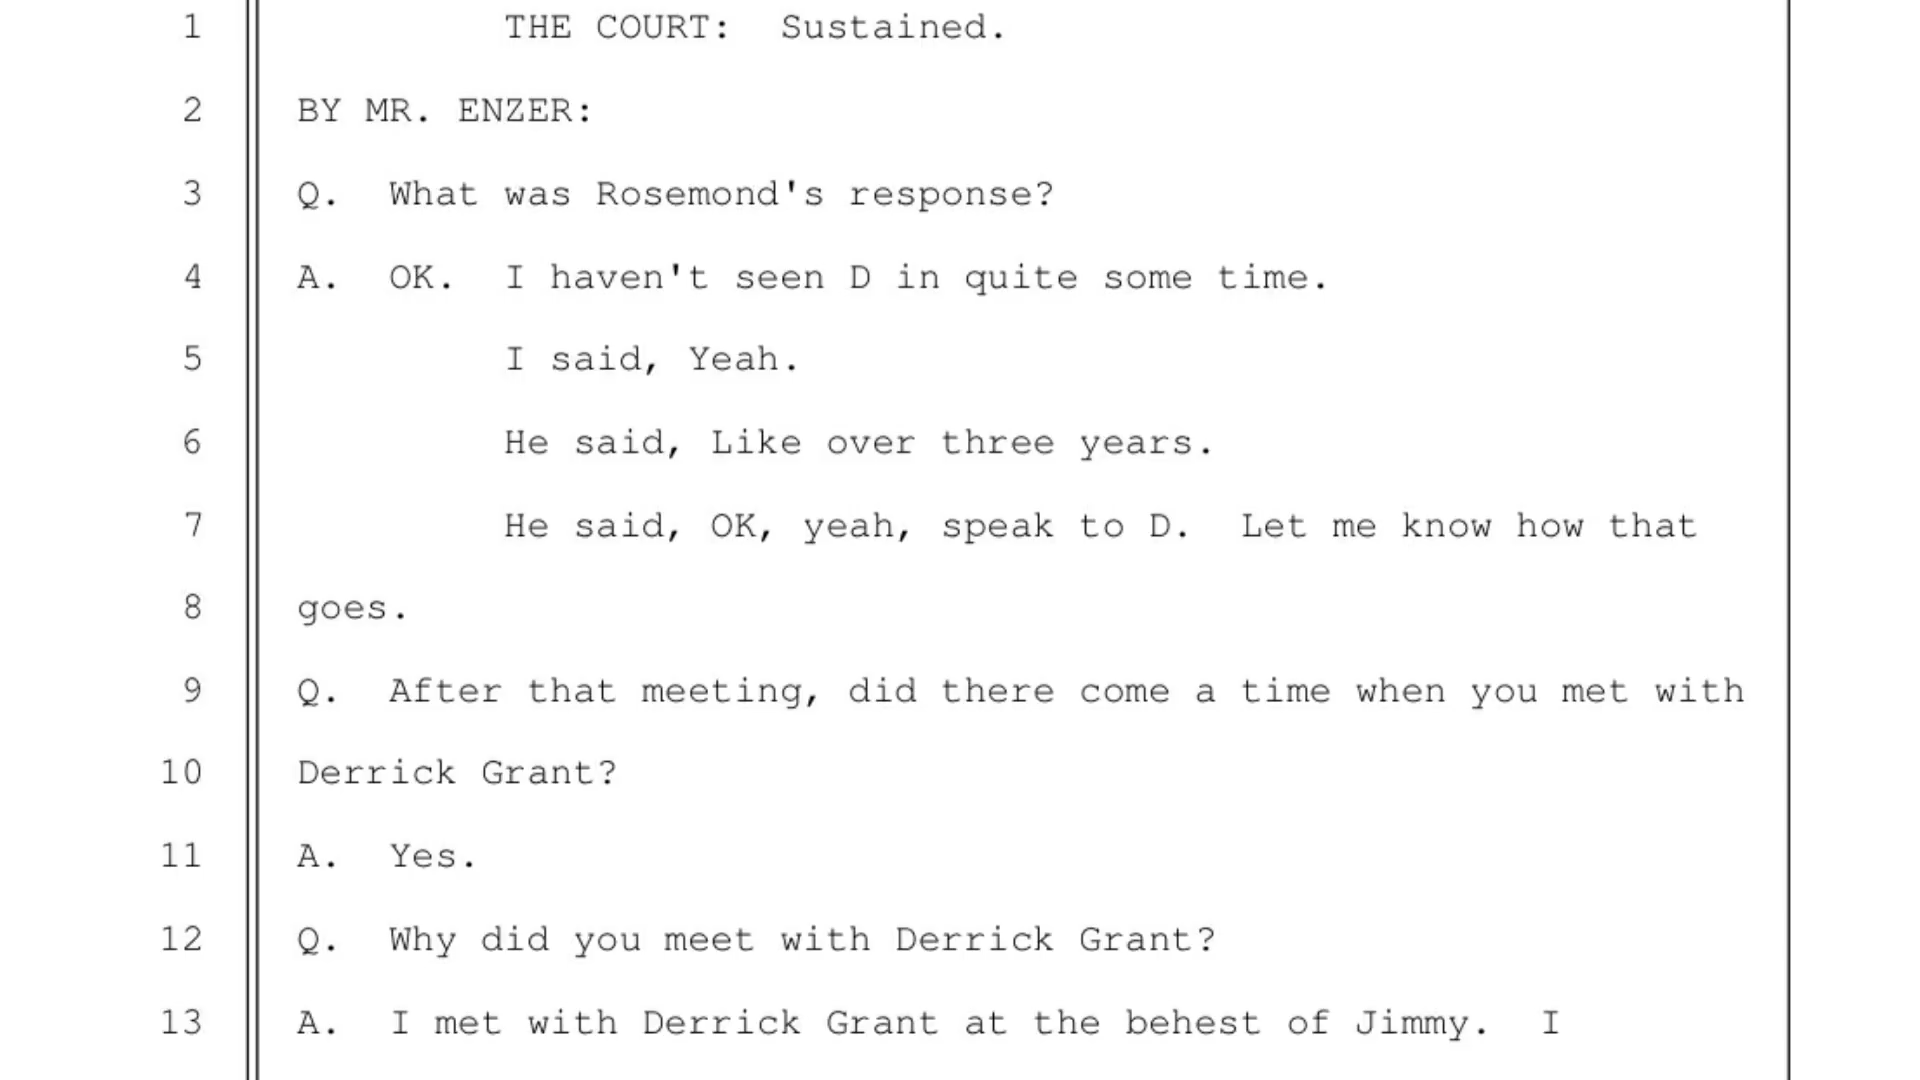 1 THE COURT: Sustained.
2 BY MR. ENZER:
3 Q. What was Rosemond's response?
4 A. OK. I haven't seen D in quite some time.
5 I said, Yeah.
6 He said, Like over three years.
7 He said, OK, yeah, speak to D. Let me know how that
8 goes.
9 Q. After that meeting, did there come a time when you met with
10 Derrick Grant?
11 A. Yes.
12 Q. Why did you meet with Derrick Grant?
13 A. I met with Derrick Grant at the behest of Jimmy. I